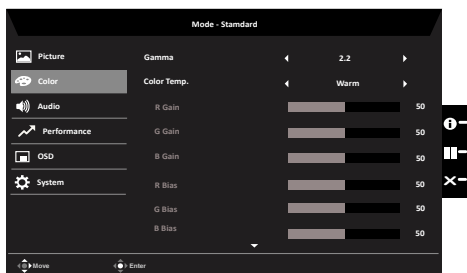 Mode - Standard
Picture
Gamma 2.2
Color
Color Temp. Warm
Audio
R Gain 50
Performance
G Gain 50
OSD
B Gain 50
System
R Bias 50
G Bias 50
B Bias 50
Move Enter